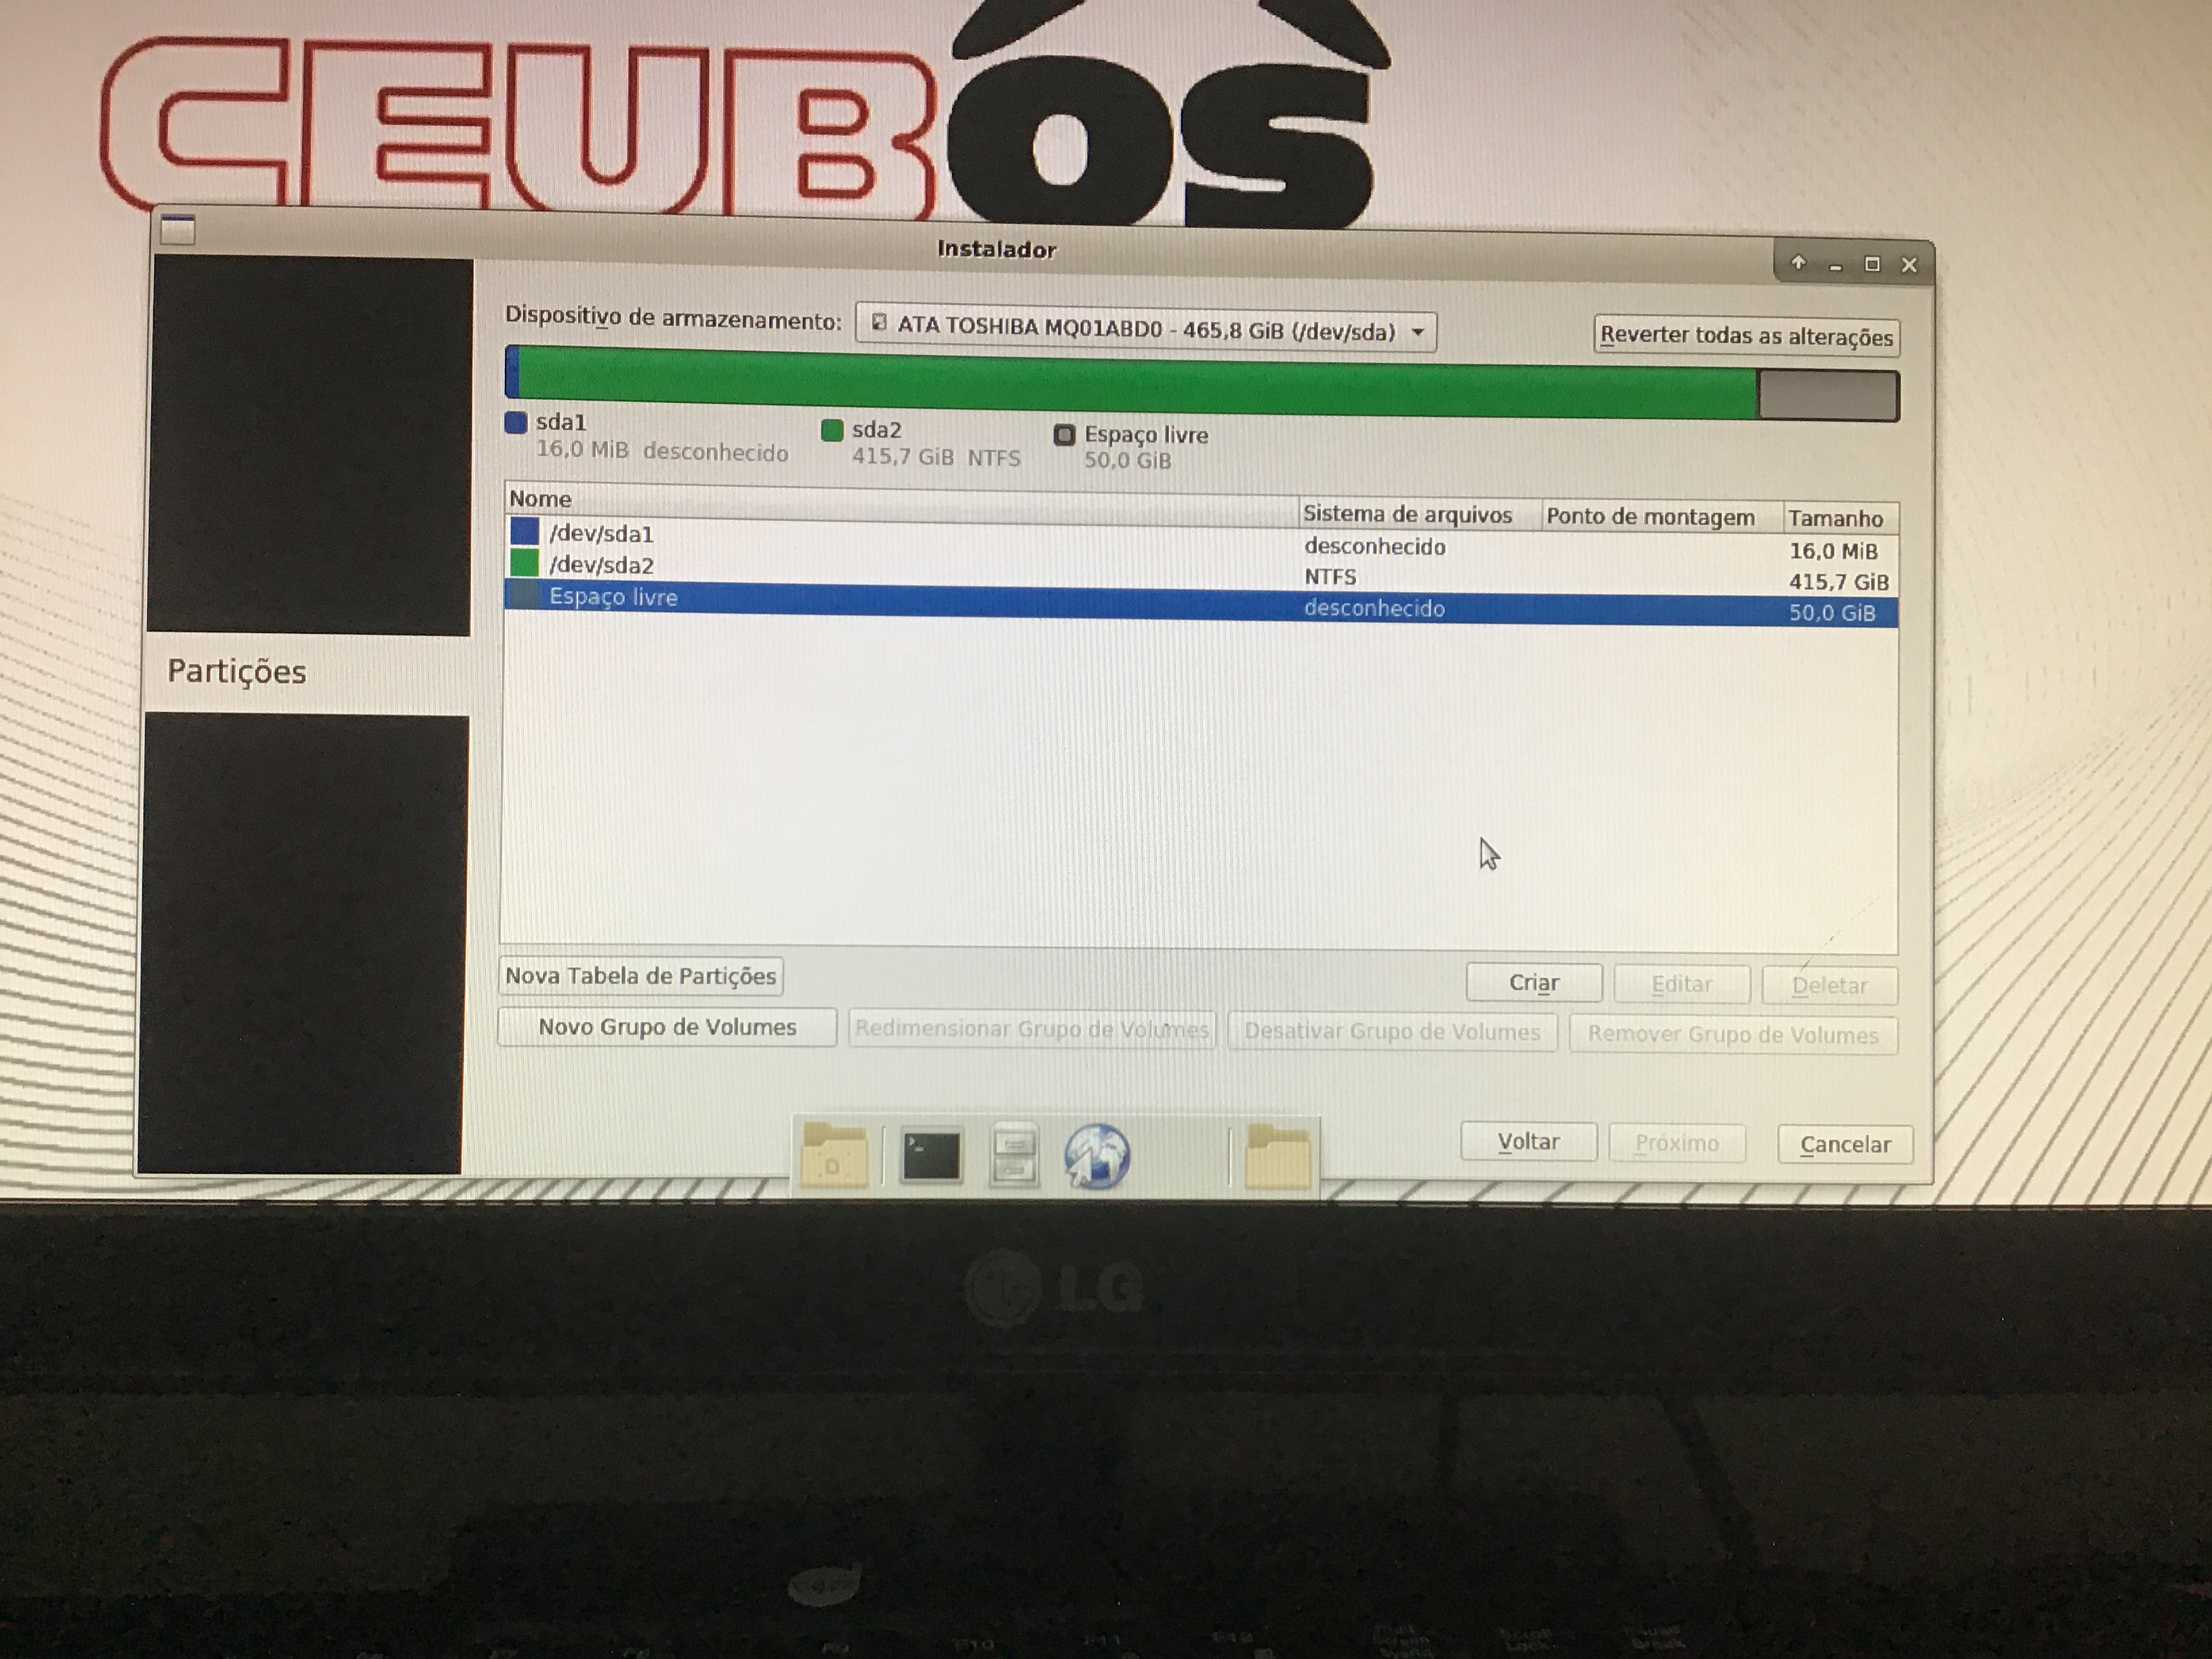 CEUBÔS
Instalador
Dispositivo de armazenamento: ATA TOSHIBA MQ01ABD0 - 465,8 GiB (/dev/sda) Reverter todas as alterações
sda1
16,0 MiB desconhecido
sda2
415,7 GiB NTFS
Espaço livre
50,0 GiB
Nome Sistema de arquivos Ponto de montagem Tamanho
/dev/sda1 desconhecido 16,0 MiB
/dev/sda2 NTFS 415,7 GiB
Espaço livre desconhecido 50,0 GiB
Partições
Nova Tabela de Partições Criar Editar Deletar
Novo Grupo de Volumes Redimensionar Grupo de Volumes Desativar Grupo de Volumes Remover Grupo de Volumes
Voltar Próximo Cancelar
LG
F10 F11 F12